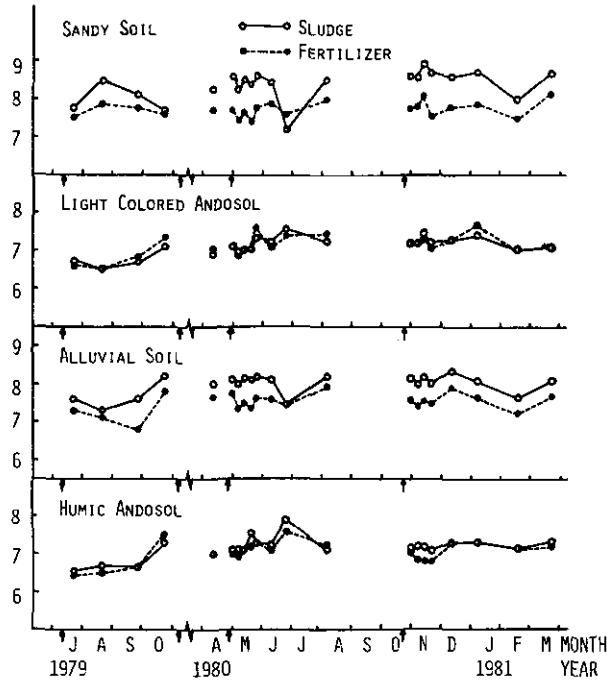 SANDY SOIL
SLUDGE
FERTILIZER
9
8
7
LIGHT COLORED ANDOSOL
8
7
6
ALLUVIAL SOIL
9
8
7
6
HUMIC ANDOSOL
8
7
6
J A S O A M J J A S O N D J F M MONTH
1979 1980 1981 YEAR